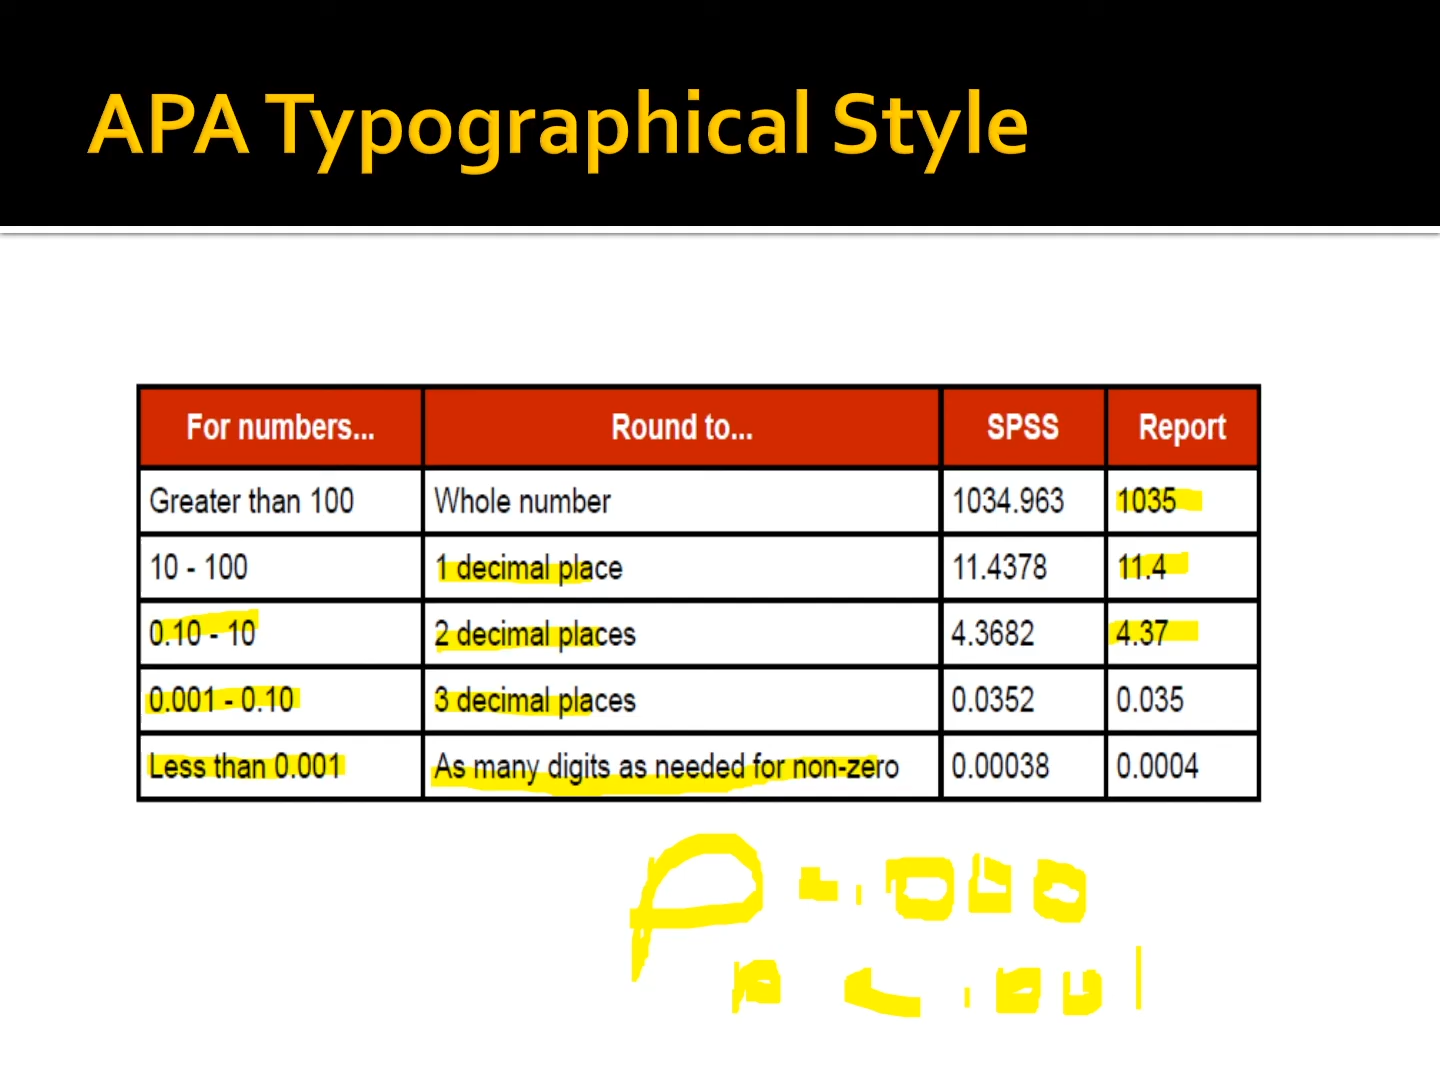 APA Typographical Style
For numbers... Round to... SPSS Report
Greater than 100 Whole number 1034.963 1035
10 - 100 1 decimal place 11.4378 11.4
0.10 - 10 2 decimal places 4.3682 4.37
0.001 - 0.10 3 decimal places 0.0352 0.035
Less than 0.001 As many digits as needed for non-zero 0.00038 0.0004
p = .000
p < .001